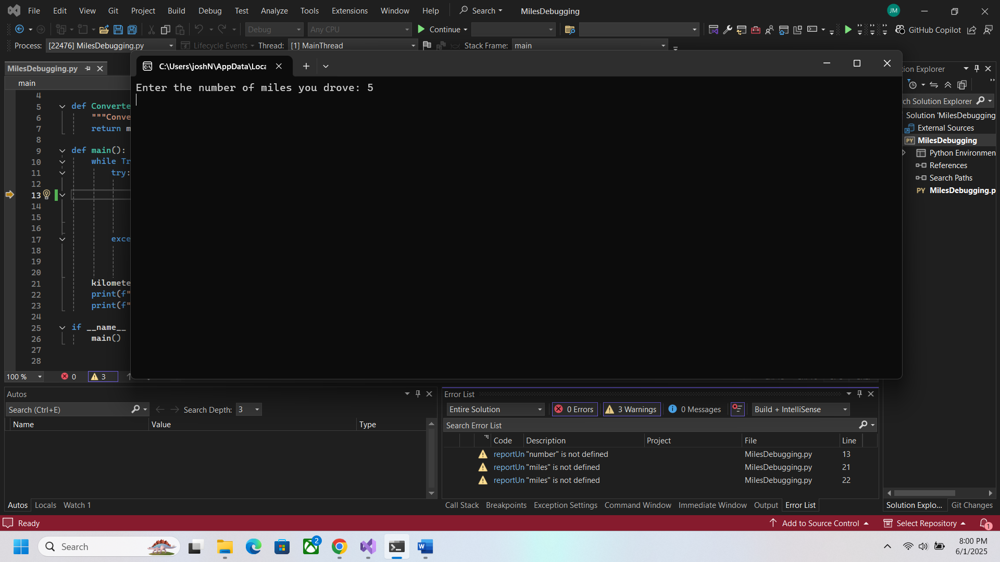 File Edit View Git Project Build Debug Test Analyze Tools Extensions Window Help Search MilesDebugging JM
Debug Any CPU Continue GitHub Copilot
Process: [22476] MilesDebugging.py Lifecycle Events Thread: [1] MainThread Stack Frame: main
MilesDebugging.py
C:\Users\joshN\AppData\Loca
main
Enter the number of miles you drove: 5
4
5 def Converte
6 """Conve
7 return m
8
9 def main():
10 while Tr
11 try:
12
13
14
15
16
17 exce
18
19
20
21 kilomete
22 print(f"
23 print(f"
24
25 if __name__
26 main()
27
28
100 % 0 3
tion Explorer
ch Solution Explorer
Solution 'MilesDebugging
External Sources
PY MilesDebugging
Python Environmen
References
Search Paths
PY MilesDebugging.p
Autos
Search (Ctrl+E) Search Depth: 3
Name Value Type
Autos Locals Watch 1
Error List
Entire Solution 0 Errors 3 Warnings 0 Messages Build + IntelliSense
Search Error List
Code Description Project File Line
reportUn "number" is not defined MilesDebugging.py 13
reportUn "miles" is not defined MilesDebugging.py 21
reportUn "miles" is not defined MilesDebugging.py 22
Call Stack Breakpoints Exception Settings Command Window Immediate Window Output Error List
Solution Explo... Git Changes
Ready Add to Source Control Select Repository 1
Search 2 8:00 PM
6/1/2025